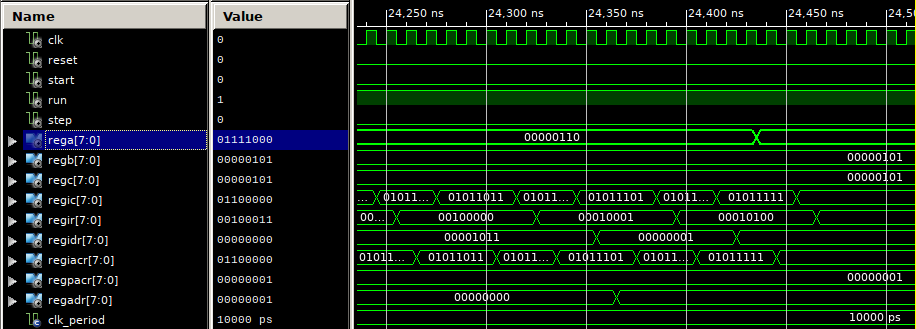 Name Value 24,250 ns 24,300 ns 24,350 ns 24,400 ns 24,450 ns 24,5
clk 0
reset 0
start 0
run 1
step 0
rega[7:0] 01111000 00000110
regb[7:0] 00000101 00000101
regc[7:0] 00000101 00000101
regic[7:0] 01100000 ... 01011... 01011011 01011... 01011101 01011... 01011111
regir[7:0] 00100011 00... 00100000 00010001 00010100
regidr[7:0] 00000000 00001011 00000001
regiacr[7:0] 01100000 01011... 01011011 01011... 01011101 01011... 01011111
regpacr[7:0] 00000001 00000001
regadr[7:0] 00000001 00000000
clk_period 10000 ps 10000 ps